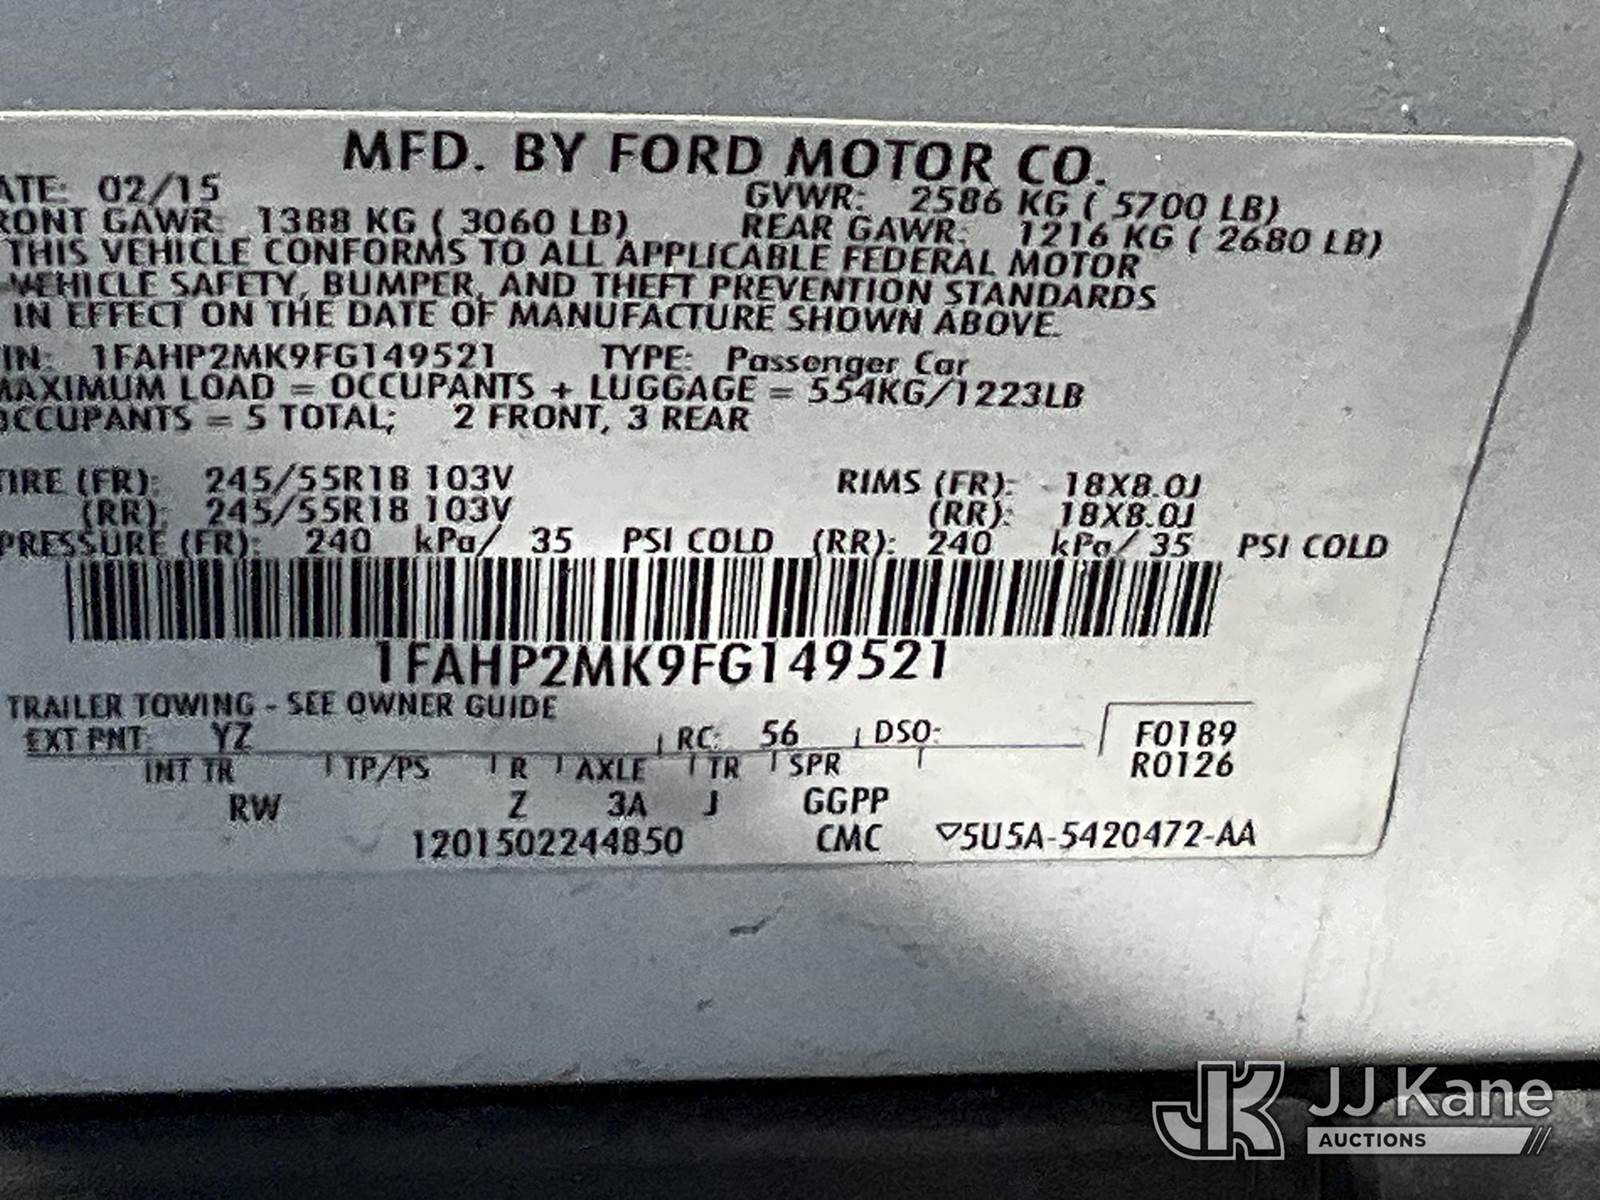 MFD. BY FORD MOTOR CO.
ATE: 02/15 GVWR: 2586 KG ( 5700 LB)
RONT GAWR: 1388 KG ( 3060 LB) REAR GAWR: 1216 KG ( 2680 LB)
THIS VEHICLE CONFORMS TO ALL APPLICABLE FEDERAL MOTOR
VEHICLE SAFETY, BUMPER, AND THEFT PREVENTION STANDARDS
IN EFFECT ON THE DATE OF MANUFACTURE SHOWN ABOVE.
IN: 1FAHP2MK9FG149521 TYPE: Passenger Car
MAXIMUM LOAD = OCCUPANTS + LUGGAGE = 554KG/1223LB
OCCUPANTS = 5 TOTAL; 2 FRONT, 3 REAR
TIRE (FR): 245/55R18 103V RIMS (FR): 18X8.0J
(RR): 245/55R18 103V (RR): 18X8.0J
PRESSURE (FR): 240 kPa/ 35 PSI COLD (RR): 240 kPa/ 35 PSI COLD
1FAHP2MK9FG149521
TRAILER TOWING - SEE OWNER GUIDE
EXT PNT: YZ RC: 56 DSO: F0189
INT TR TP/PS R AXLE TR SPR R0126
RW Z 3A J GGPP
1201502244850 CMC ▽5U5A-5420472-AA
JK JJ Kane
AUCTIONS